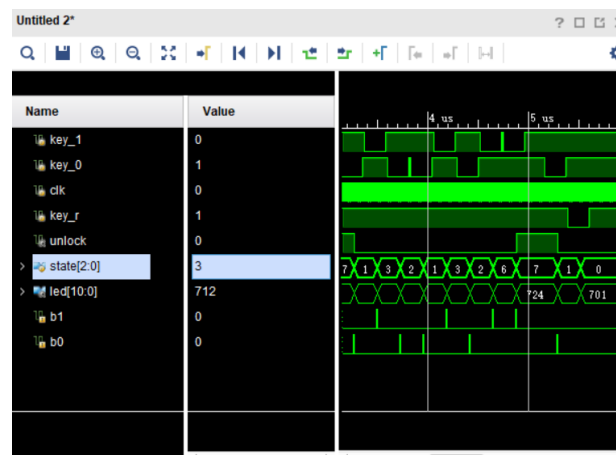 Untitled 2*
Name Value
4 us 5 us
key_1 0
key_0 1
clk 0
key_r 1
unlock 0
state[2:0] 3 7 1 3 2 1 3 2 6 7 1 0
led[10:0] 712 724 701
b1 0
b0 0